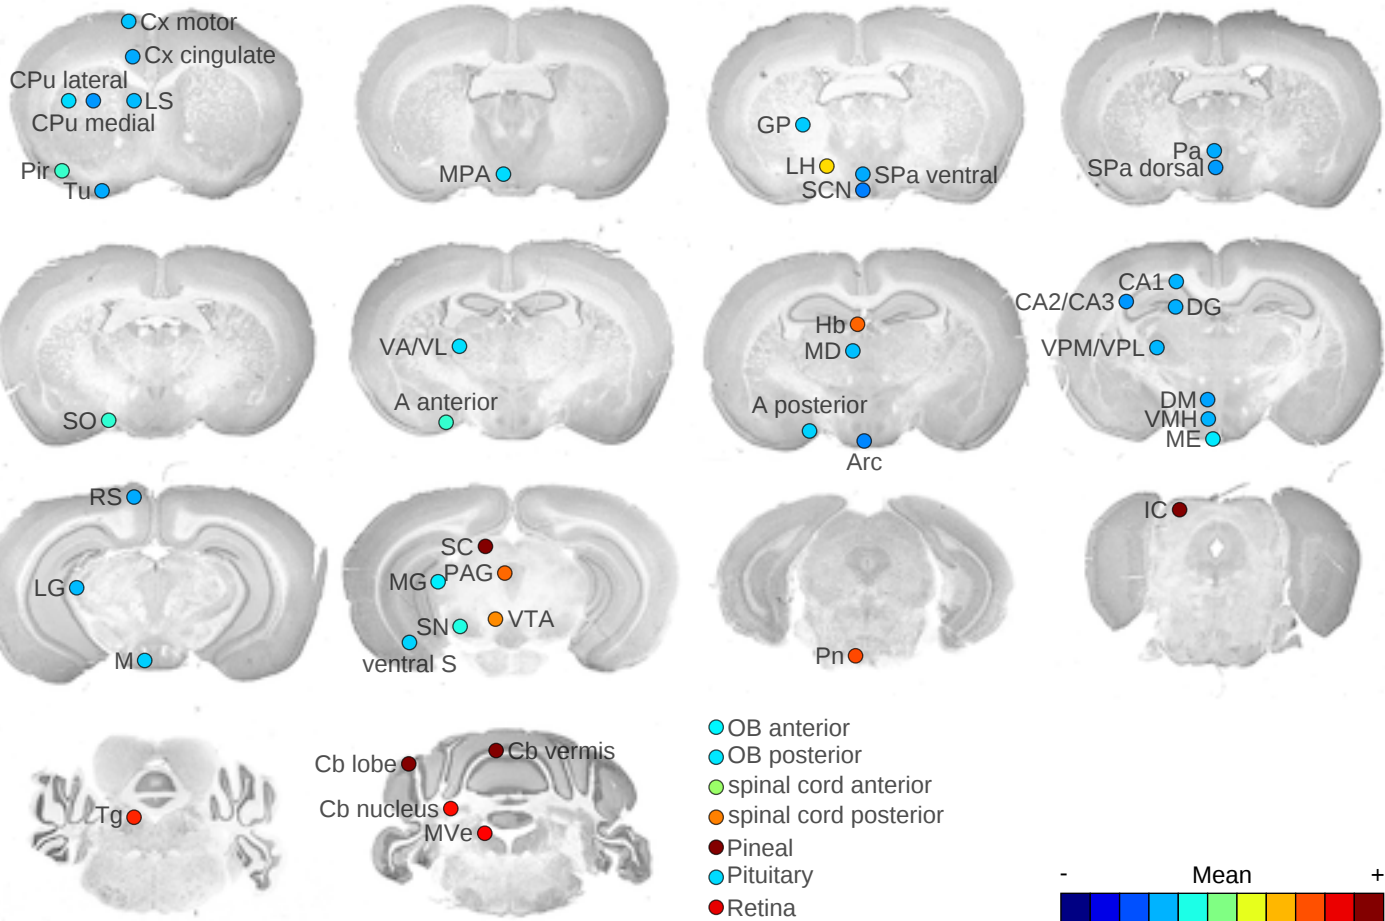 Cx motor
Cx cingulate
CPu lateral
LS
CPu medial
Pir
Tu
MPA
GP
LH
SPa ventral
SCN
Pa
SPa dorsal
SO
VA/VL
A anterior
Hb
MD
A posterior
Arc
CA1
CA2/CA3
DG
VPM/VPL
DM
VMH
ME
RS
LG
M
SC
MG
PAG
SN
VTA
ventral S
Pn
IC
Tg
Cb lobe
Cb vermis
Cb nucleus
MVe
OB anterior
OB posterior
spinal cord anterior
spinal cord posterior
Pineal
Pituitary
Retina
- Mean +